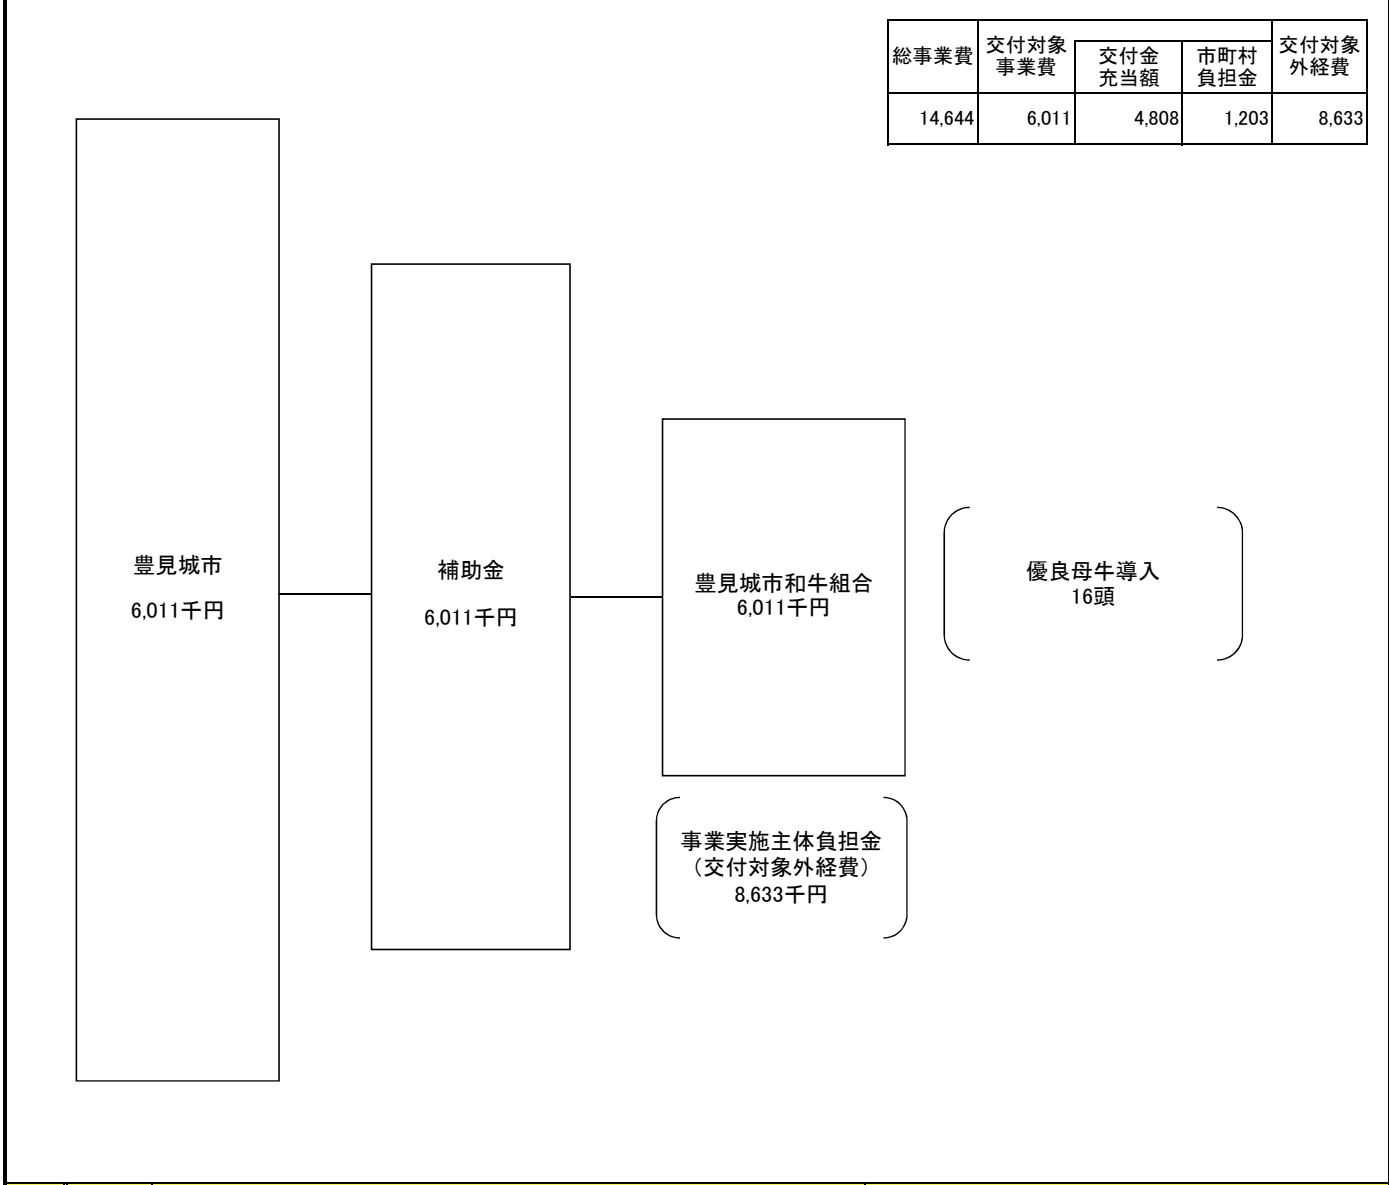 総事業費
交付対象
事業費
交付金
充当額
市町村
負担金
交付対象
外経費
14,644
6,011
4,808
1,203
8,633
豊見城市
6,011千円
補助金
6,011千円
豊見城市和牛組合
6,011千円
優良母牛導入
16頭
事業実施主体負担金
（交付対象外経費）
8,633千円